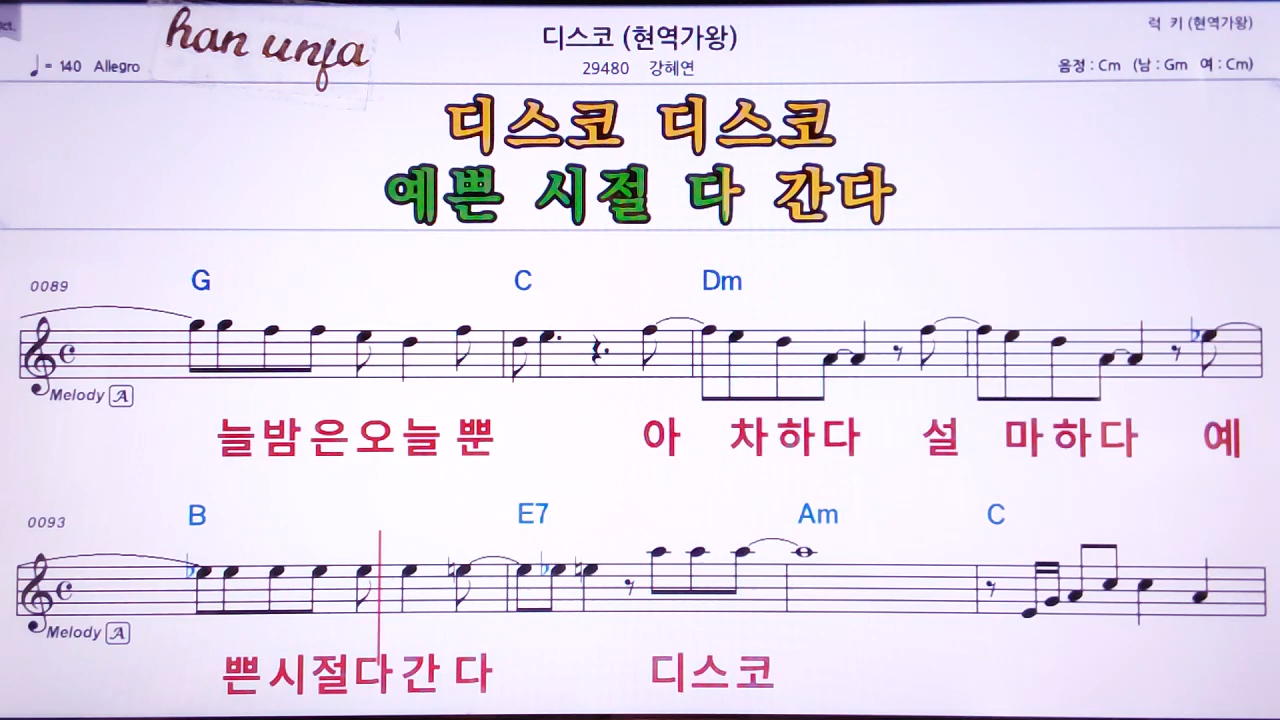 ct.
han unja
디스코 (현역가왕)
럭 키 (현역가왕)
♩= 140 Allegro
29480 강혜연
음정 : Cm (남 : Gm 여 : Cm)
디스코 디스코
예쁜 시절 다 간다
0089
G C Dm
Melody A
늘밤은오늘 뿐 아 차하다 설 마하다 예
0093
B E7 Am C
Melody A
쁜시절다간 다 디스코